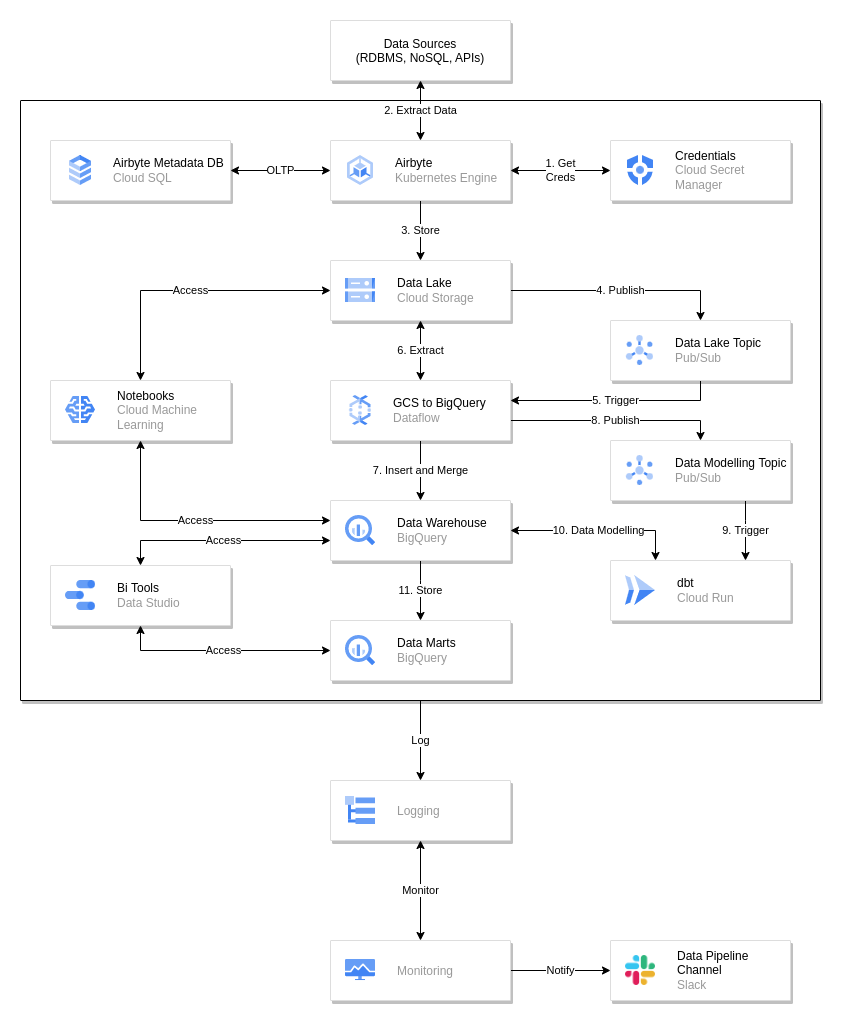 Data Sources
(RDBMS, NoSQL, APIs)
2. Extract Data
Airbyte Metadata DB
Cloud SQL
OLTP
Airbyte
Kubernetes Engine
1. Get
Creds
Credentials
Cloud Secret
Manager
3. Store
Access
Data Lake
Cloud Storage
4. Publish
Data Lake Topic
Pub/Sub
6. Extract
Notebooks
Cloud Machine
Learning
GCS to BigQuery
Dataflow
5. Trigger
8. Publish
7. Insert and Merge
Data Modelling Topic
Pub/Sub
Access
Access
Data Warehouse
BigQuery
10. Data Modelling
9. Trigger
Bi Tools
Data Studio
11. Store
dbt
Cloud Run
Access
Data Marts
BigQuery
Log
Logging
Monitor
Monitoring
Notify
Data Pipeline
Channel
Slack